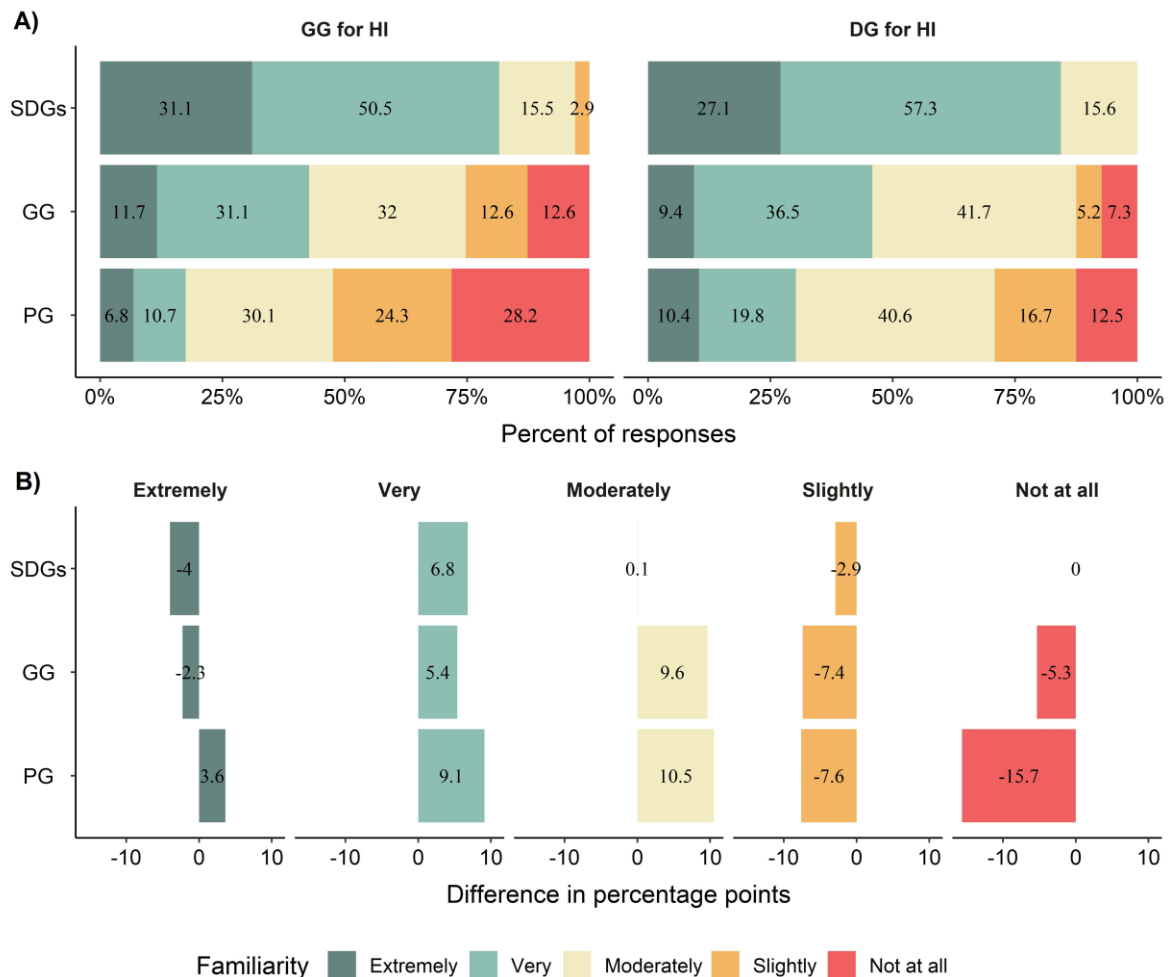 A)
GG for HI DG for HI
SDGs 31.1 50.5 15.5 2.9 27.1 57.3 15.6
GG 11.7 31.1 32 12.6 12.6 9.4 36.5 41.7 5.2 7.3
PG 6.8 10.7 30.1 24.3 28.2 10.4 19.8 40.6 16.7 12.5
0% 25% 50% 75% 100% 0% 25% 50% 75% 100%
Percent of responses
B)
Extremely Very Moderately Slightly Not at all
SDGs -4 6.8 0.1 -2.9 0
GG -2.3 5.4 9.6 -7.4 -5.3
PG 3.6 9.1 10.5 -7.6 -15.7
-10 0 10 -10 0 10 -10 0 10 -10 0 10 -10 0 10
Difference in percentage points
Familiarity Extremely Very Moderately Slightly Not at all